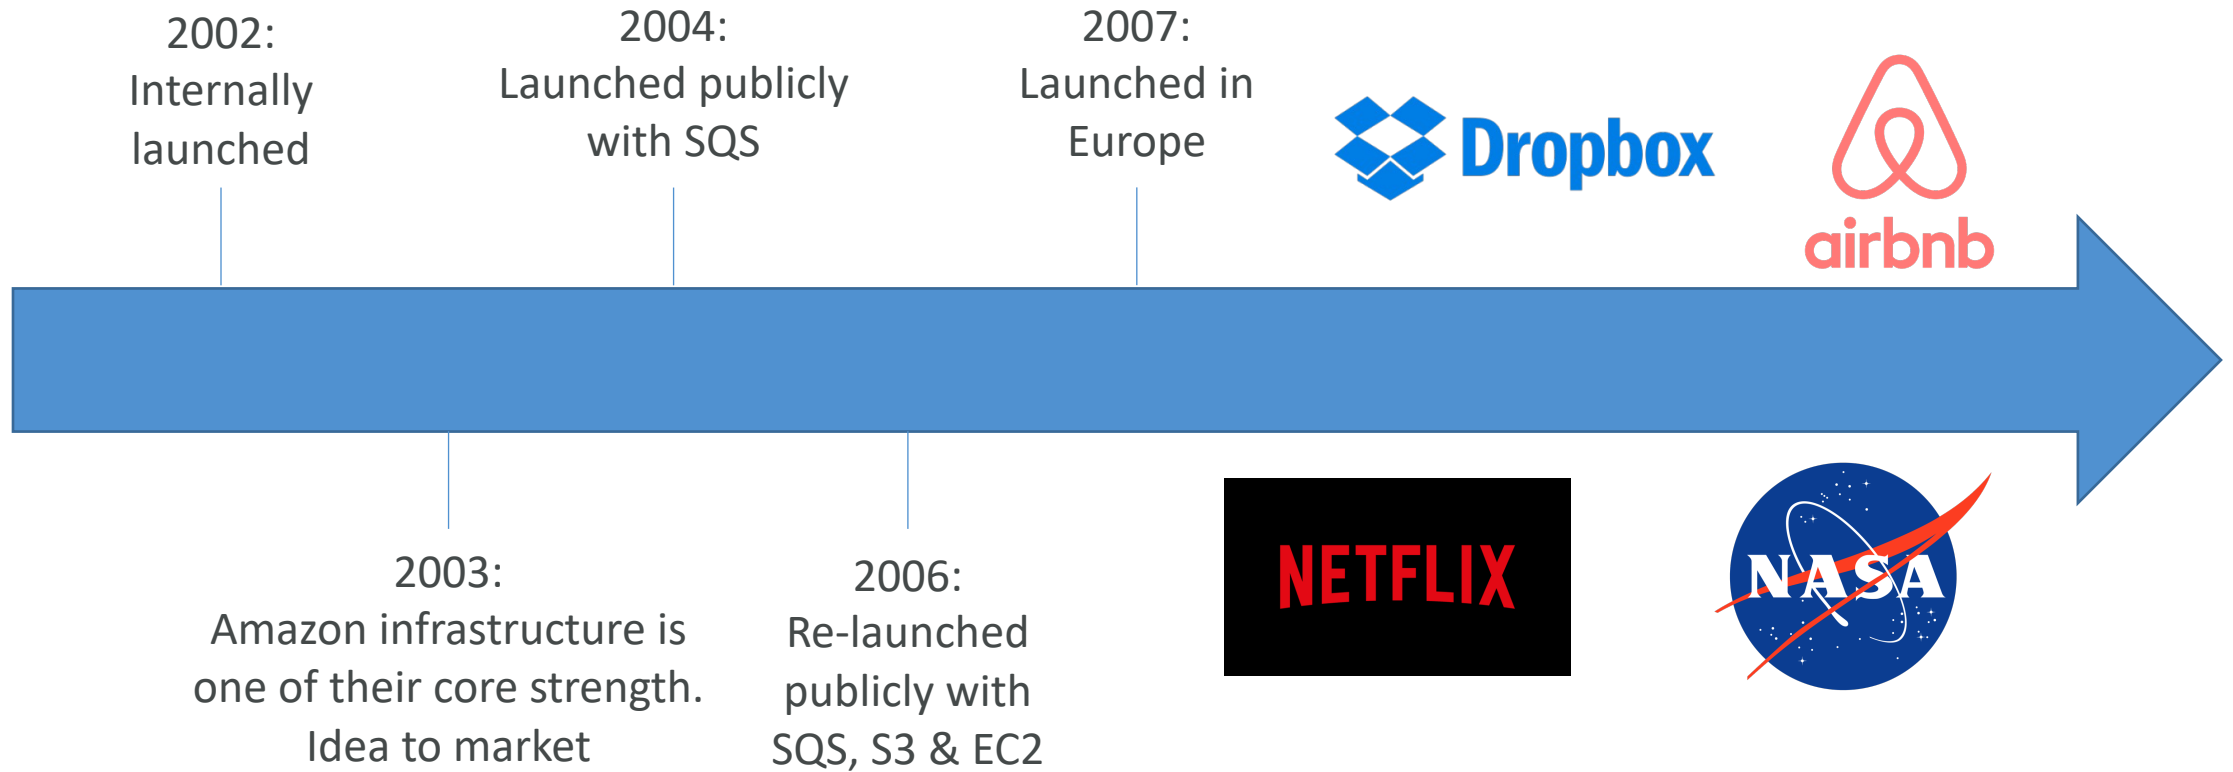 2002:
Internally
launched
2003:
Amazon infrastructure is
one of their core strength.
Idea to market
2004:
Launched publicly
with SQS
2006:
Re-launched
publicly with
SQS, S3 & EC2
2007:
Launched in
Europe
Dropbox
airbnb
NETFLIX
NASA